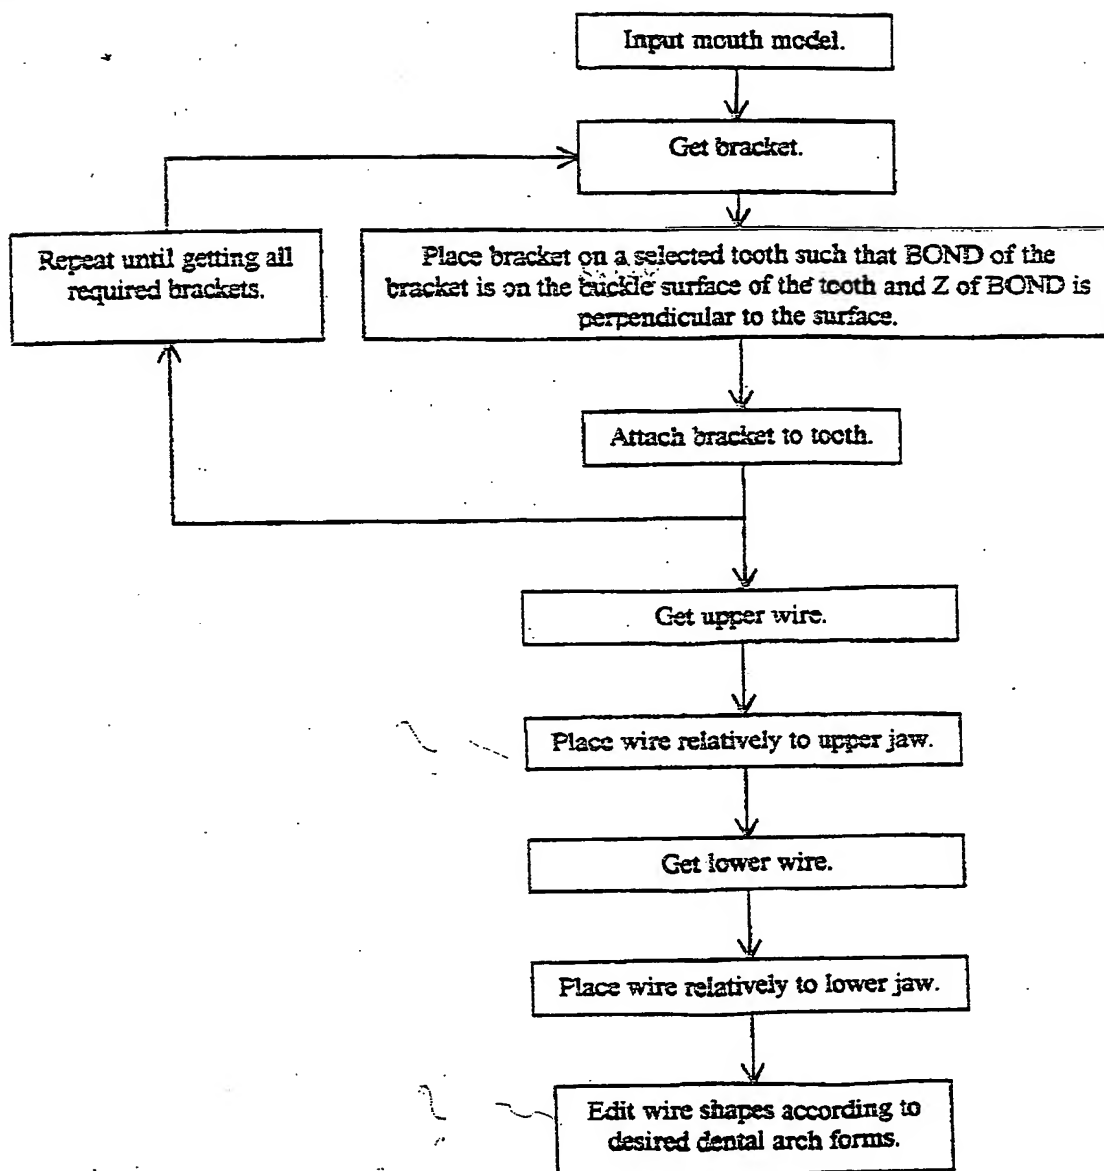 Input mouth model.
Get bracket.
Repeat until getting all
required brackets.
Place bracket on a selected tooth such that BOND of the
bracket is on the buckle surface of the tooth and Z of BOND is
perpendicular to the surface.
Attach bracket to tooth.
Get upper wire.
Place wire relatively to upper jaw.
Get lower wire.
Place wire relatively to lower jaw.
Edit wire shapes according to
desired dental arch forms.